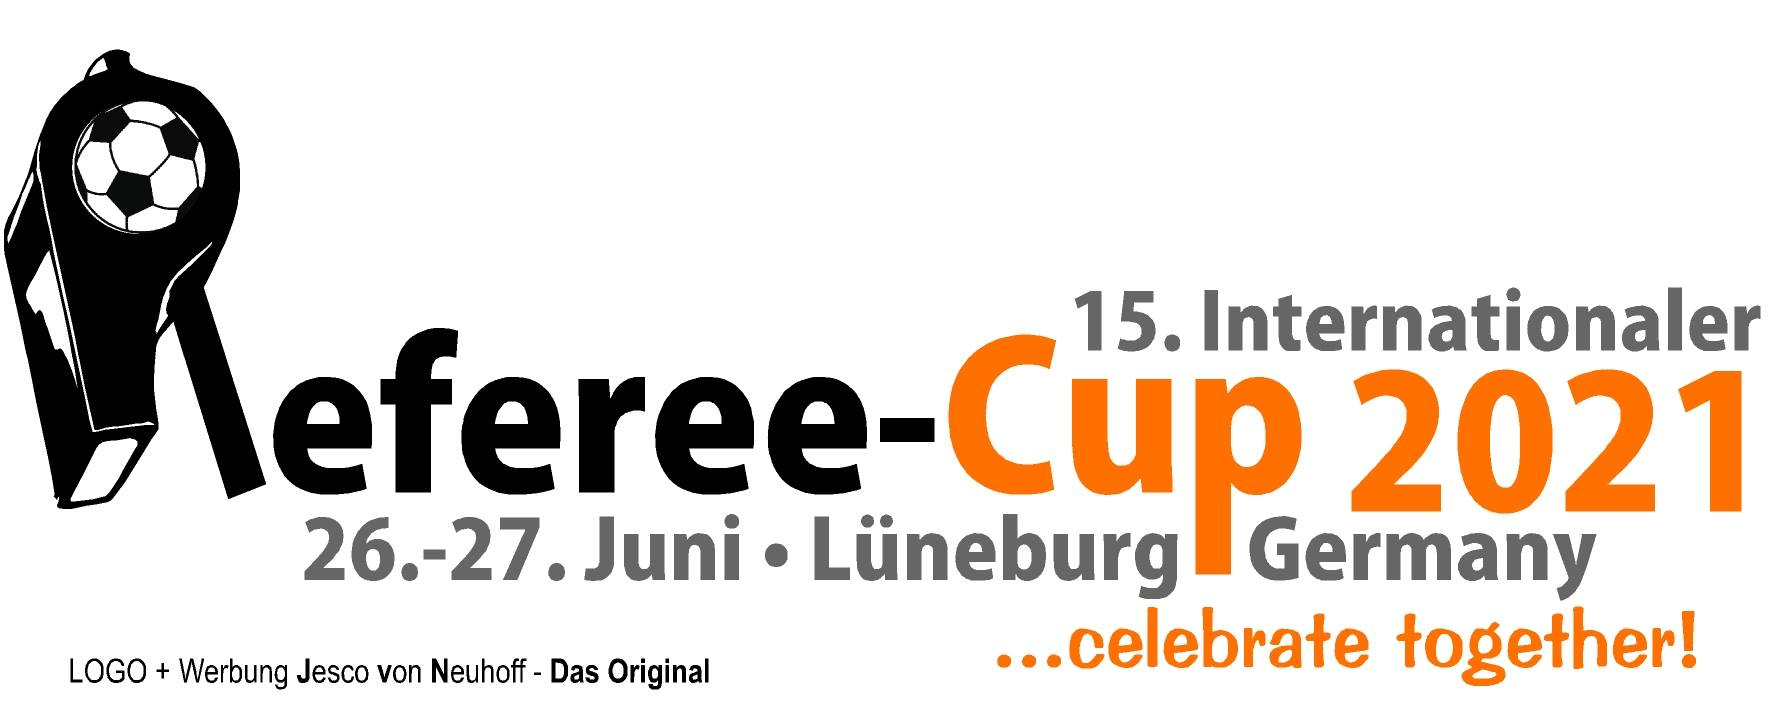 15. Internationaler
Referee-Cup 2021
26.-27. Juni • Lüneburg Germany
...celebrate together!
LOGO + Werbung Jesco von Neuhoff - Das Original